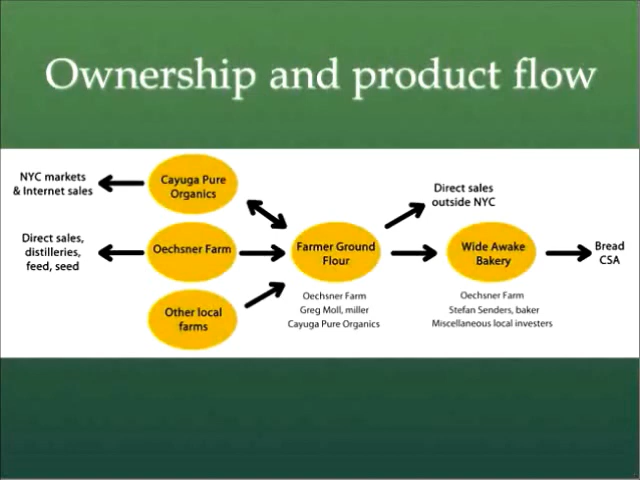 Ownership and product flow
NYC markets
& Internet sales
Cayuga Pure
Organics
Direct sales
outside NYC
Direct sales,
distilleries,
feed, seed
Oechsner Farm
Farmer Ground
Flour
Wide Awake
Bakery
Bread
CSA
Other local
farms
Oechsner Farm
Greg Moll, miller
Cayuga Pure Organics
Oechsner Farm
Stefan Senders, baker
Miscellaneous local investers